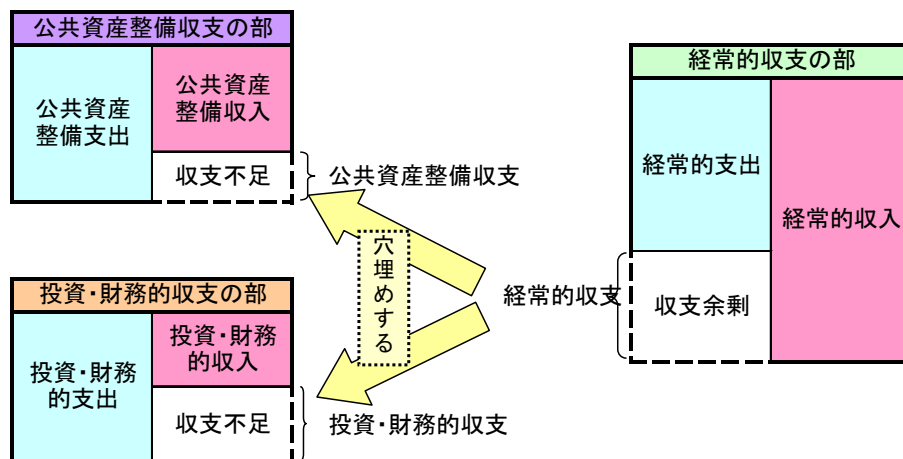 公共資産整備収支の部
公共資産
整備支出
公共資産
整備収入
収支不足
公共資産整備収支
投資・財務的収支の部
投資・財務
的支出
投資・財務
的収入
収支不足
投資・財務的収支
穴埋めする
経常的収支
経常的収支の部
経常的支出
収支余剰
経常的収入